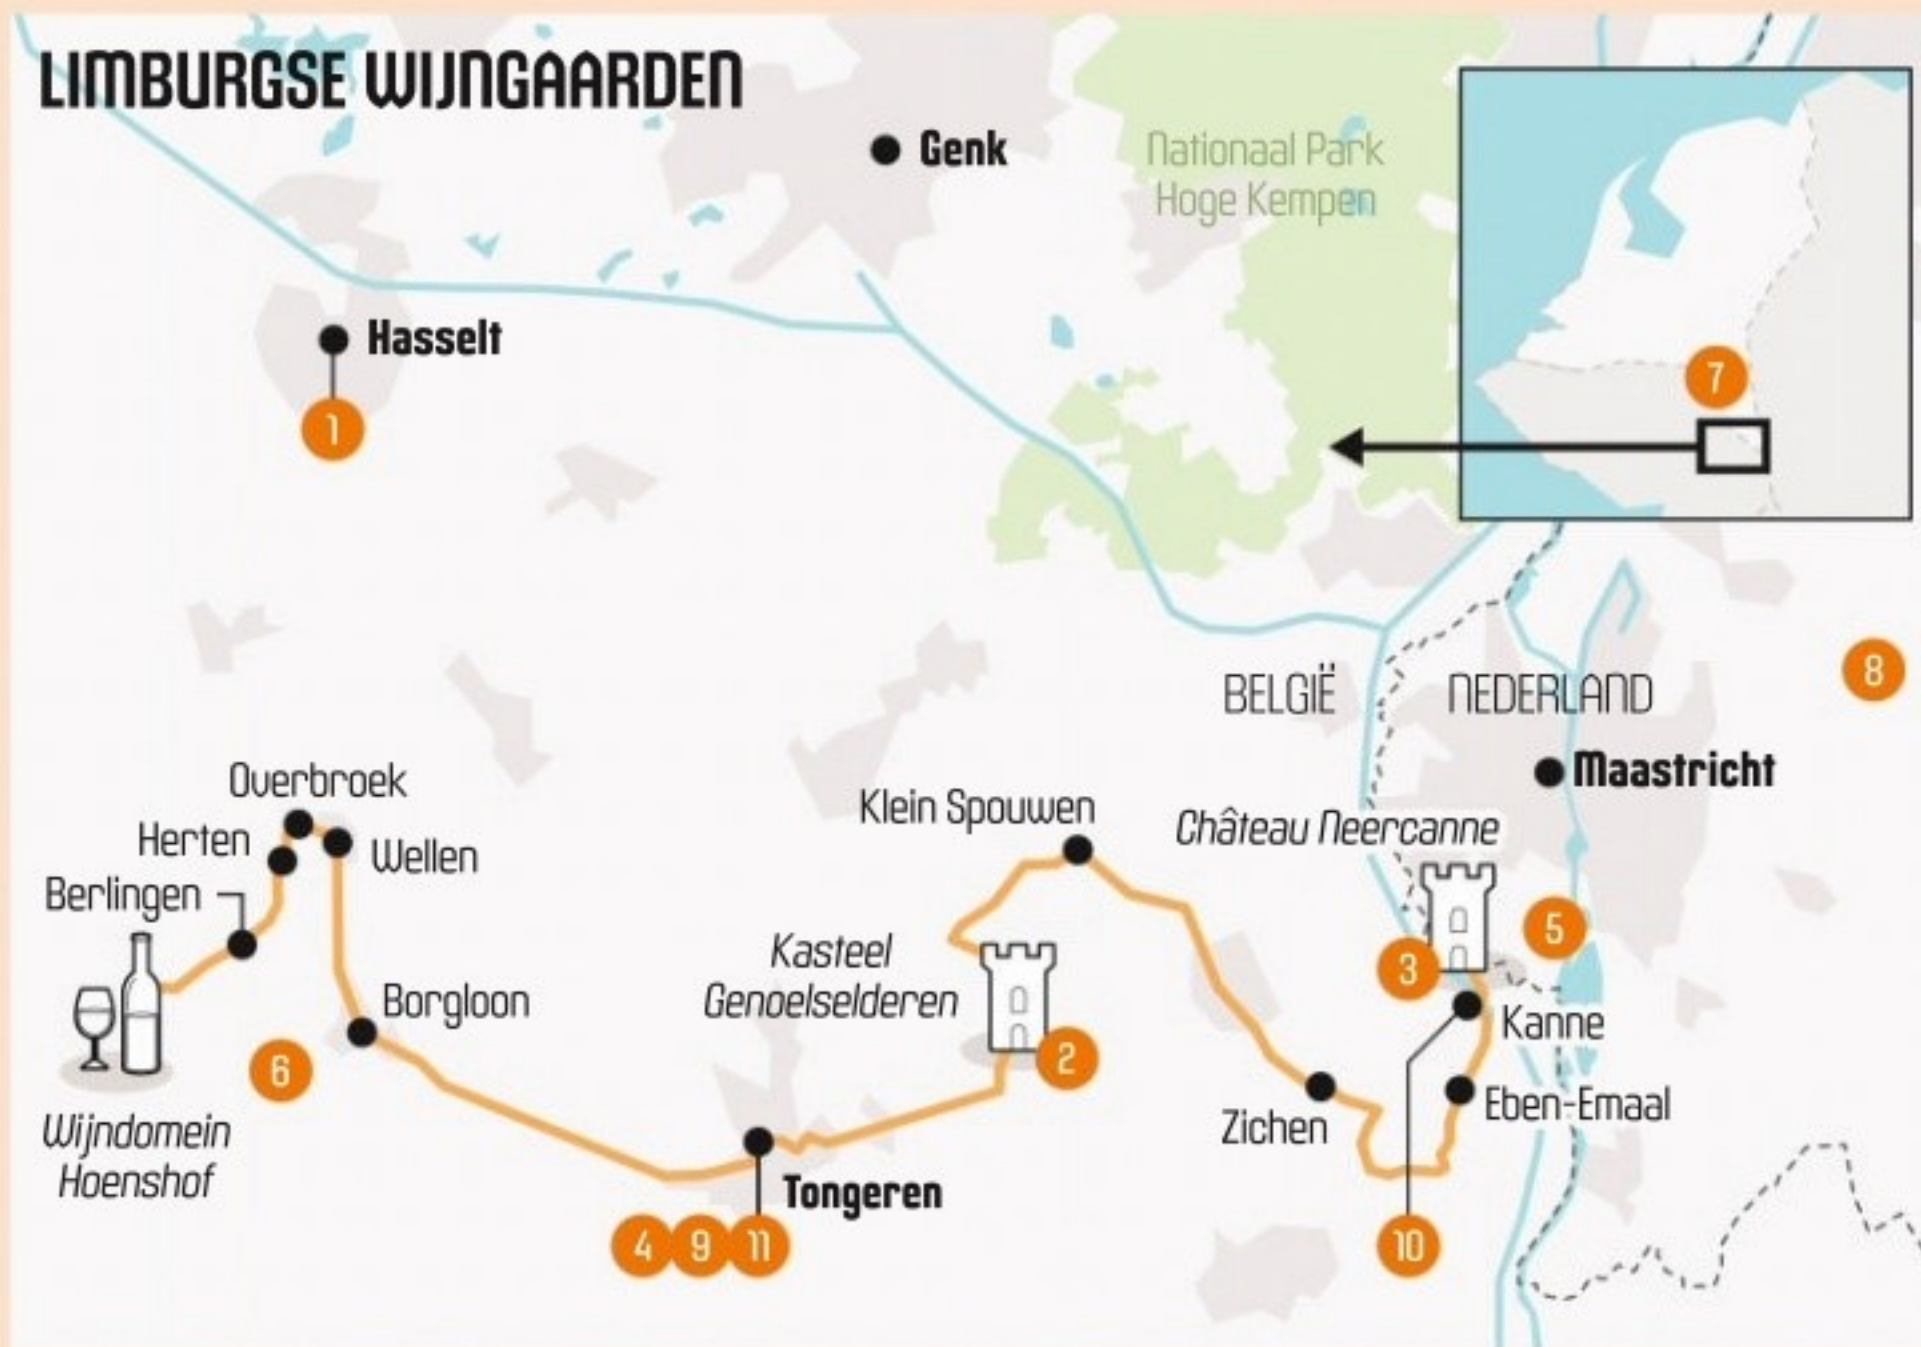 LIMBURGSE WIJNGAARDEN
Genk
Nationaal Park
Hoge Kempen
Hasselt
1
7
8
BELGIË
NEDERLAND
Maastricht
Overbroek
Herten
Wellen
Berlingen
Klein Spouwen
Château Neercanne
5
3
Kasteel
Genoelselderen
2
Borgloon
6
Kanne
Wijndomein
Hoenshof
Zichen
Eben-Emaal
Tongeren
4
9
11
10